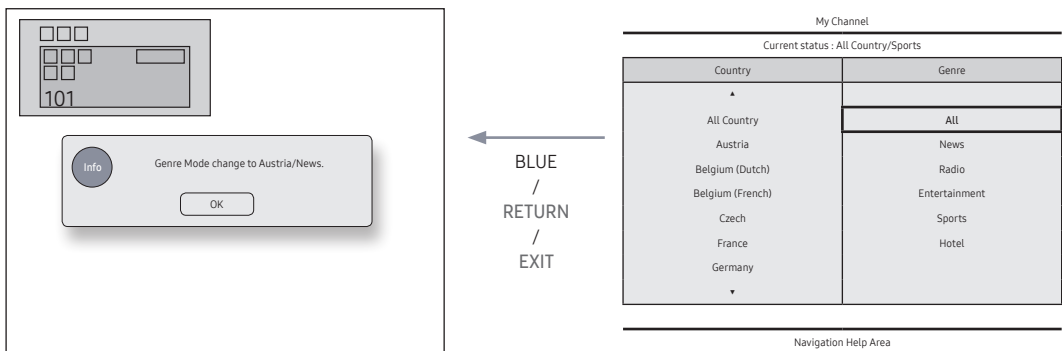 101
Info
Genre Mode change to Austria/News.
OK
BLUE
/
RETURN
/
EXIT
My Channel
Current status : All Country/Sports
Country Genre
▲
All Country All
Austria News
Belgium (Dutch) Radio
Belgium (French) Entertainment
Czech Sports
France Hotel
Germany
▼
Navigation Help Area